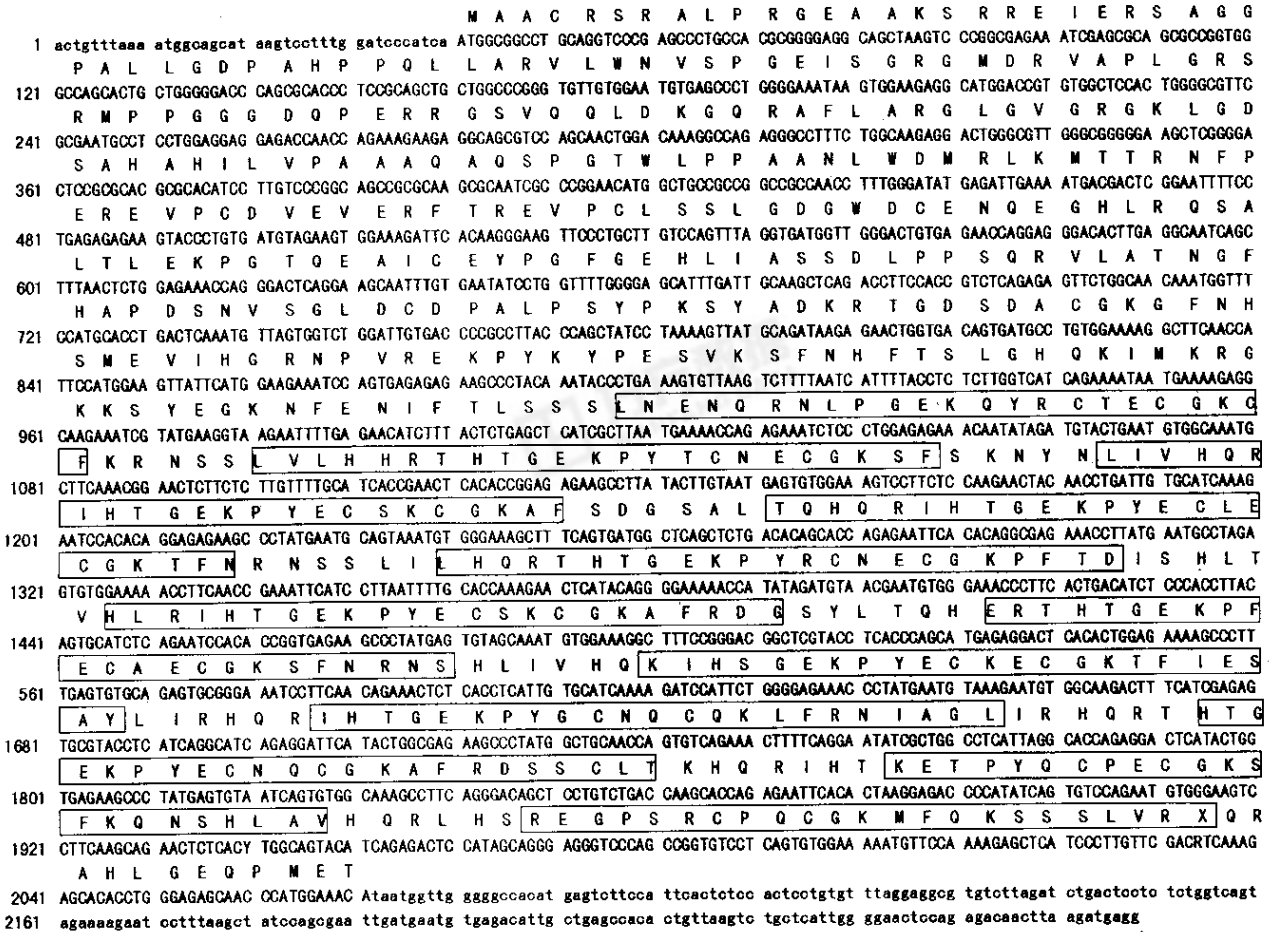 M A A C R S R A L P R G E A A K S R R E I E R S A G G
1 actgtttaaa atggcagcat aagtcctttg gatcccatca ATGGCGGCCT GCAGGTCCCG AGCCCTGCCA CGCGGGGAGG CAGCTAAGTC CCGGCGAGAA ATCGAGCGCA GCGCCGGTGG
P A L L G D P A H P P Q L L A R V L W N V S P G E I S G R G M D R V A P L G R S
121 GCCAGCACTG CTGGGGGACC CAGCGCACCC TCCGCAGCTG CTGGCCCGGG TGTTGTGGAA TGTGAGCCCT GGGGAAATAA GTGGAAGAGG CATGGACCGT GTGGCTCCAC TGGGGCGTTC
R M P P G G G D Q P E R R G S V Q Q L D K G Q R A F L A R G L G V G R G K L G D
241 GCGAATGCCT CCTGGAGGAG GAGACCAACC AGAAAGAAGA GGCAGCGTCC AGCAACTGGA CAAAGGCCAG AGGGCCTTTC TGGCAAGAGG ACTGGGCGTT GGGCGGGGGA AGCTCGGGGA
S A H A H I L V P A A A Q A Q S P G T W L P P A A N L W D M R L K M T T R N F P
361 CTCCGCGCAC GCGCACATCC TTGTCCCGGC AGCCGCGCAA GCGCAATCGC CCGGAACATG GCTGCCGCCG GCCGCCAACC TTTGGGATAT GAGATTGAAA ATGACGACTC GGAATTTTCC
E R E V P C D V E V E R F T R E V P C L S S L G D G W D C E N Q E G H L R Q S A
481 TGAGAGAGAA GTACCCTGTG ATGTAGAAGT GGAAAGATTC ACAAGGGAAG TTCCCTGCTT GTCCAGTTTA GGTGATGGTT GGGACTGTGA GAACCAGGAG GGACACTTGA GGCAATCAGC
L T L E K P G T Q E A I C E Y P G F G E H L I A S S D L P P S Q R V L A T N G F
601 TTTAACTCTG GAGAAACCAG GGACTCAGGA AGCAATTTGT GAATATCCTG GTTTTGGGGA GCATTTGATT GCAAGCTCAG ACCTTCCACC GTCTCAGAGA GTTCTGGCAA CAAATGGTTT
H A P D S N V S G L D C D P A L P S Y P K S Y A D K R T G D S D A C G K G F N H
721 CCATGCACCT GACTCAAATG TTAGTGGTCT GGATTGTGAC CCCGCCTTAC CCAGCTATCC TAAAAGTTAT GCAGATAAGA GAACTGGTGA CAGTGATGCC TGTGGAAAAG GCTTCAACCA
S M E V I H G R N P V R E K P Y K Y P E S V K S F N H F T S L G H Q K I M K R G
841 TTCCATGGAA GTTATTCATG GAAGAAATCC AGTGAGAGAG AAGCCCTACA AATACCCTGA AAGTGTTAAG TCTTTTAATC ATTTTACCTC TCTTGGTCAT CAGAAAATAA TGAAAAGAGG
K K S Y E G K N F E N I F T L S S S L N E N Q R N L P G E K Q Y R C T E C G K C
961 CAAGAAATCG TATGAAGGTA AGAATTTTGA GAACATCTTT ACTCTGAGCT CATCGCTTAA TGAAAACCAG AGAAATCTCC CTGGAGAGAA ACAATATAGA TGTACTGAAT GTGGCAAATG
F K R N S S L V L H H R T H T G E K P Y T C N E C G K S F S K N Y N L I V H Q R
1081 CTTCAAACGG AACTCTTCTC TTGTTTTGCA TCACCGAACT CACACCGGAG AGAAGCCTTA TACTTGTAAT GAGTGTGGAA AGTCCTTCTC CAAGAACTAC AACCTGATTG TGCATCAAAG
I H T G E K P Y E C S K C G K A F S D G S A L T Q H Q R I H T G E K P Y E C L E
1201 AATCCACACA GGAGAGAAGC CCTATGAATG CAGTAAATGT GGGAAAGCTT TCAGTGATGG CTCAGCTCTG ACACAGCACC AGAGAATTCA CACAGGCGAG AAACCTTATG AATGCCTAGA
C G K T F N R N S S L I L H Q R T H T G E K P Y R C N E C G K P F T D I S H L T
1321 GTGTGGAAAA ACCTTCAACC GAAATTCATC CTTAATTTTG CACCAAAGAA CTCATACAGG GGAAAAACCA TATAGATGTA ACGAATGTGG GAAACCCTTC ACTGACATCT CCCACCTTAC
V H L R I H T G E K P Y E C S K C G K A F R D G S Y L T Q H E R T H T G E K P F
1441 AGTGCATCTC AGAATCCACA CCGGTGAGAA GCCCTATGAG TGTAGCAAAT GTGGAAAGGC TTTCCGGGAC GGCTCGTACC TCACCCAGCA TGAGAGGACT CACACTGGAG AAAAGCCCTT
E C A E C G K S F N R N S H L I V H Q K I H S G E K P Y E C K E C G K T F I E S
561 TGAGTGTGCA GAGTGCGGGA AATCCTTCAA CAGAAACTCT CACCTCATTG TGCATCAAAA GATCCATTCT GGGGAGAAAC CCTATGAATG TAAAGAATGT GGCAAGACTT TCATCGAGAG
A Y L I R H Q R I H T G E K P Y G C N Q C Q K L F R N I A G L I R H Q R T H T G
1681 TGCGTACCTC ATCAGGCATC AGAGGATTCA TACTGGCGAG AAGCCCTATG GCTGCAACCA GTGTCAGAAA CTTTTCAGGA ATATCGCTGG CCTCATTAGG CACCAGAGGA CTCATACTGG
E K P Y E C N Q C G K A F R D S S C L T K H Q R I H T K E T P Y Q C P E C G K S
1801 TGAGAAGCCC TATGAGTGTA ATCAGTGTGG CAAAGCCTTC AGGGACAGCT CCTGTCTGAC CAAGCACCAG AGAATTCACA CTAAGGAGAC CCCATATCAG TGTCCAGAAT GTGGGAAGTC
F K Q N S H L A V H Q R L H S R E G P S R C P Q C G K M F Q K S S S L V R X Q R
1921 CTTCAAGCAG AACTCTCACY TGGCAGTACA TCAGAGACTC CATAGCAGGG AGGGTCCCAG CCGGTGTCCT CAGTGTGGAA AAATGTTCCA AAAGAGCTCA TCCCTTGTTC GACRTCAAAG
A H L G E Q P M E T
2041 AGCACACCTG GGAGAGCAAC CCATGGAAAC Ataatggttg ggggccacat gagtcttcca ttcactctcc actcctgtgt ttaggaggcg tgtcttagat ctgactcctc tctggtcagt
2161 agaaaagaat cctttaagct atccagcgaa ttgatgaatg tgagacattg ctgagccaca ctgttaagtc tgctcattgg ggaactccag agacaactta agatgagg